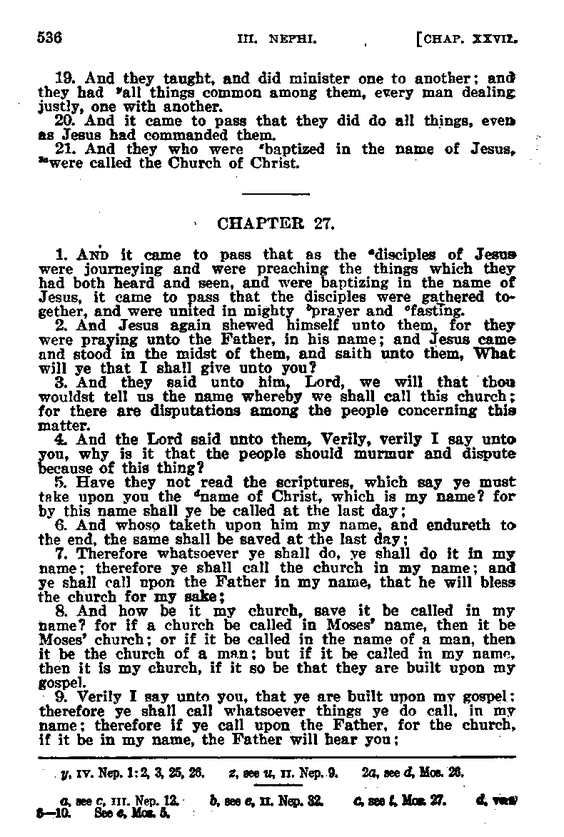 536 III. NEPHI. [CHAP. XXVII.
19. And they taught, and did minister one to another; and
they had ʸall things common among them, every man dealing
justly, one with another.
20. And it came to pass that they did do all things, even
as Jesus had commanded them.
21. And they who were ᶻbaptized in the name of Jesus,
²ᵃwere called the Church of Christ.
CHAPTER 27.
1. AND it came to pass that as the ᵃdisciples of Jesus
were journeying and were preaching the things which they
had both heard and seen, and were baptizing in the name of
Jesus, it came to pass that the disciples were gathered to-
gether, and were united in mighty ᵇprayer and ᶜfasting.
2. And Jesus again shewed himself unto them, for they
were praying unto the Father, in his name; and Jesus came
and stood in the midst of them, and saith unto them, What
will ye that I shall give unto you?
3. And they said unto him, Lord, we will that thou
wouldst tell us the name whereby we shall call this church;
for there are disputations among the people concerning this
matter.
4. And the Lord said unto them, Verily, verily I say unto
you, why is it that the people should murmur and dispute
because of this thing?
5. Have they not read the scriptures, which say ye must
take upon you the ᵈname of Christ, which is my name? for
by this name shall ye be called at the last day;
6. And whoso taketh upon him my name, and endureth to
the end, the same shall be saved at the last day;
7. Therefore whatsoever ye shall do, ye shall do it in my
name; therefore ye shall call the church in my name; and
ye shall call upon the Father in my name, that he will bless
the church for my sake;
8. And how be it my church, save it be called in my
name? for if a church be called in Moses' name, then it be
Moses' church; or if it be called in the name of a man, then
it be the church of a man; but if it be called in my name,
then it is my church, if it so be that they are built upon my
gospel.
9. Verily I say unto you, that ye are built upon my gospel;
therefore ye shall call whatsoever things ye do call, in my
name; therefore if ye call upon the Father, for the church,
if it be in my name, the Father will hear you;
y, IV. Nep. 1:2, 3, 25, 26. z, see u, II. Nep. 9. 2a, see d, Mos. 26.
a, see c, III. Nep. 12. b, see e, II. Nep. 32. c, see t, Mos. 27. d, vers
8—10. See e, Mos. 5.